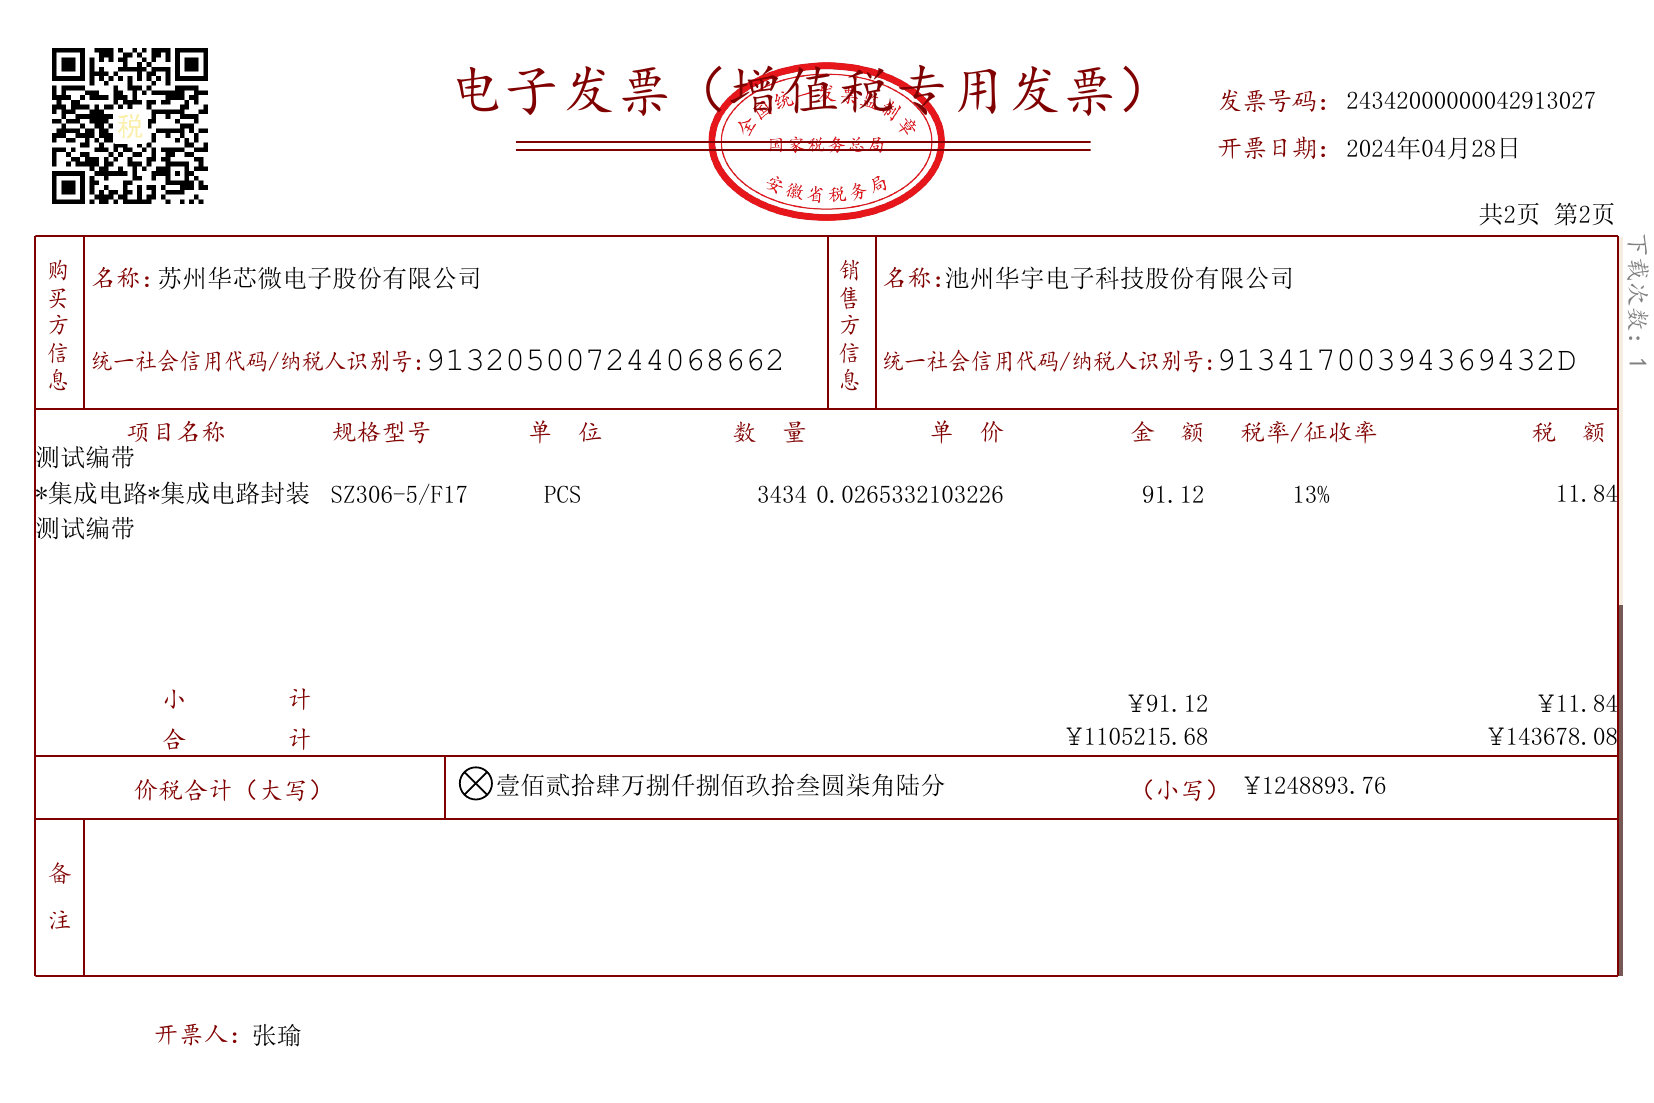 电子发票（增值税专用发票）
税
全国统一发票监制章
国家税务总局
安徽省税务局
发票号码：24342000000042913027
开票日期：2024年04月28日
共2页 第2页
下载次数：1
购买方信息
名称：苏州华芯微电子股份有限公司
统一社会信用代码/纳税人识别号：913205007244068662
销售方信息
名称：池州华宇电子科技股份有限公司
统一社会信用代码/纳税人识别号：91341700394369432D
项目名称 规格型号 单位 数量 单价 金额 税率/征收率 税额
测试编带
*集成电路*集成电路封装 SZ306-5/F17 PCS 3434 0.0265332103226 91.12 13% 11.84
测试编带
小计 ¥91.12 ¥11.84
合计 ¥1105215.68 ¥143678.08
价税合计（大写） 壹佰贰拾肆万捌仟捌佰玖拾叁圆柒角陆分 （小写） ¥1248893.76
备注
开票人：张瑜